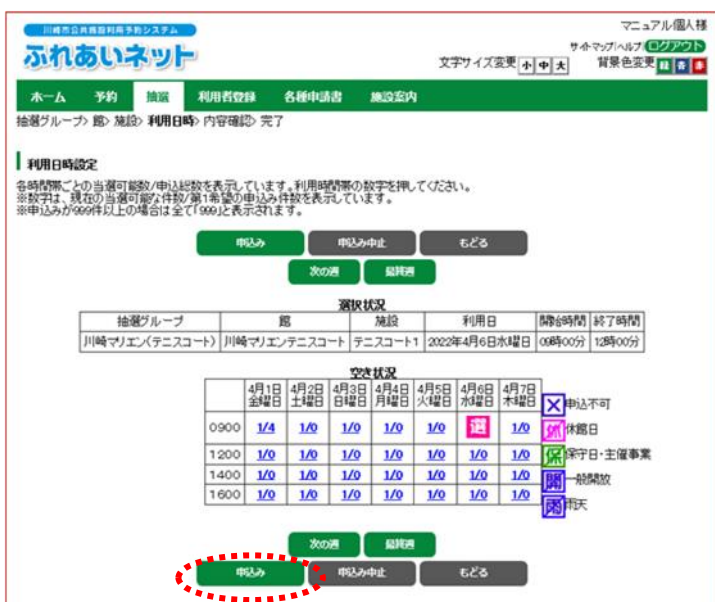 マニュアル個人様
川崎市公共施設利用予約システム
ふれあいネット
サイトマップ|ヘルプ|ログアウト
文字サイズ変更 小 中 大 背景色変更 緑 青 赤
ホーム 予約 抽選 利用者登録 各種申請書 施設案内
抽選グループ> 館> 施設> 利用日時> 内容確認> 完了
利用日時設定
各時間帯ごとの当選可能数/申込総数を表示しています。利用時間帯の数字を押してください。
※数字は、現在の当選可能な件数/第1希望の申込み件数を表示しています。
※申込みが999件以上の場合は全て「999」と表示されます。
申込み 申込み中止 もどる
次の週 最終週
選択状況
抽選グループ 館 施設 利用日 開始時間 終了時間
川崎マリエン(テニスコート) 川崎マリエンテニスコート テニスコート1 2022年4月6日水曜日 09時00分 12時00分
空き状況
4月1日 4月2日 4月3日 4月4日 4月5日 4月6日 4月7日
金曜日 土曜日 日曜日 月曜日 火曜日 水曜日 木曜日
X 申込不可
0900 1/4 1/0 1/0 1/0 1/0 選 1/0
休 休館日
1200 1/0 1/0 1/0 1/0 1/0 1/0 1/0
保 保守日・主催事業
1400 1/0 1/0 1/0 1/0 1/0 1/0 1/0
開 一般開放
1600 1/0 1/0 1/0 1/0 1/0 1/0 1/0
雨 雨天
次の週 最終週
申込み 申込み中止 もどる